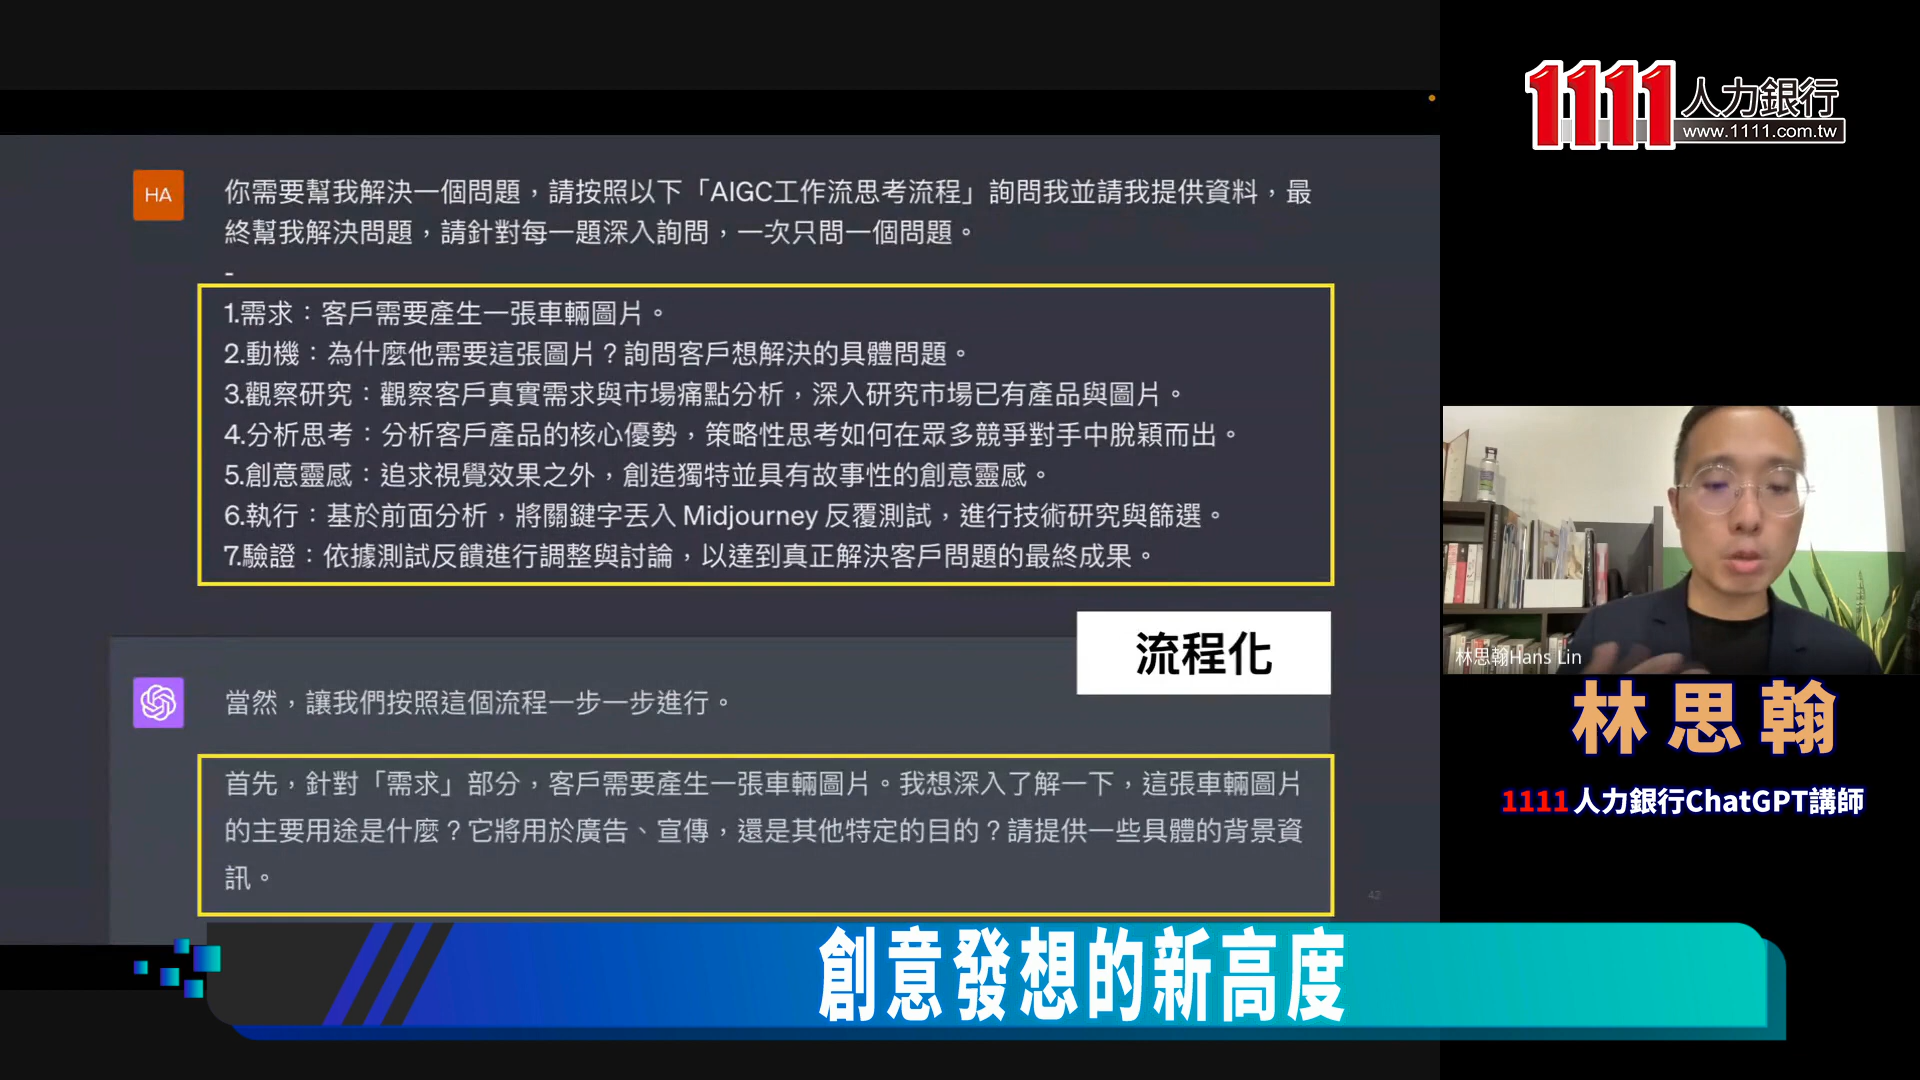 HA
你需要幫我解決一個問題，請按照以下「AIGC工作流思考流程」詢問我並請我提供資料，最
終幫我解決問題，請針對每一題深入詢問，一次只問一個問題。
-
1.需求：客戶需要產生一張車輛圖片。
2.動機：為什麼他需要這張圖片？詢問客戶想解決的具體問題。
3.觀察研究：觀察客戶真實需求與市場痛點分析，深入研究市場已有產品與圖片。
4.分析思考：分析客戶產品的核心優勢，策略性思考如何在眾多競爭對手中脫穎而出。
5.創意靈感：追求視覺效果之外，創造獨特並具有故事性的創意靈感。
6.執行：基於前面分析，將關鍵字丟入 Midjourney 反覆測試，進行技術研究與篩選。
7.驗證：依據測試反饋進行調整與討論，以達到真正解決客戶問題的最終成果。
流程化
當然，讓我們按照這個流程一步一步進行。
首先，針對「需求」部分，客戶需要產生一張車輛圖片。我想深入了解一下，這張車輛圖片
的主要用途是什麼？它將用於廣告、宣傳，還是其他特定的目的？請提供一些具體的背景資
訊。
42
創意發想的新高度
1111人力銀行
www.1111.com.tw
林思翰Hans Lin
林思翰
1111人力銀行ChatGPT講師